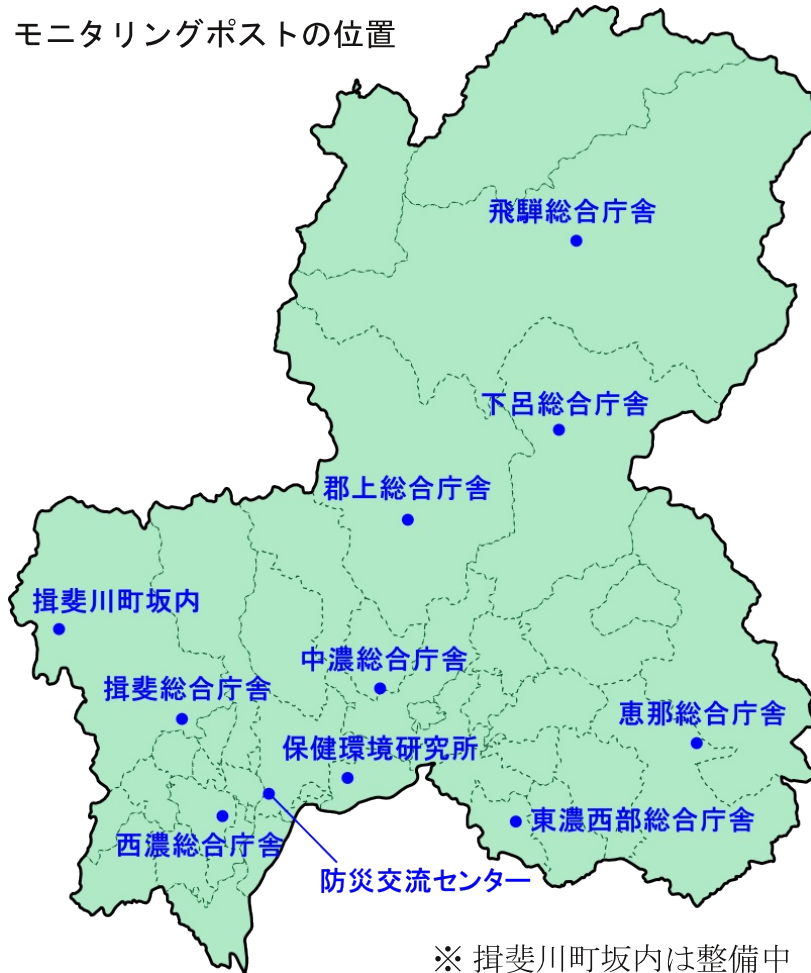 モニタリングポストの位置
飛騨総合庁舎
下呂総合庁舎
郡上総合庁舎
揖斐川町坂内
中濃総合庁舎
揖斐総合庁舎
恵那総合庁舎
保健環境研究所
東濃西部総合庁舎
西濃総合庁舎
防災交流センター
※ 揖斐川町坂内は整備中